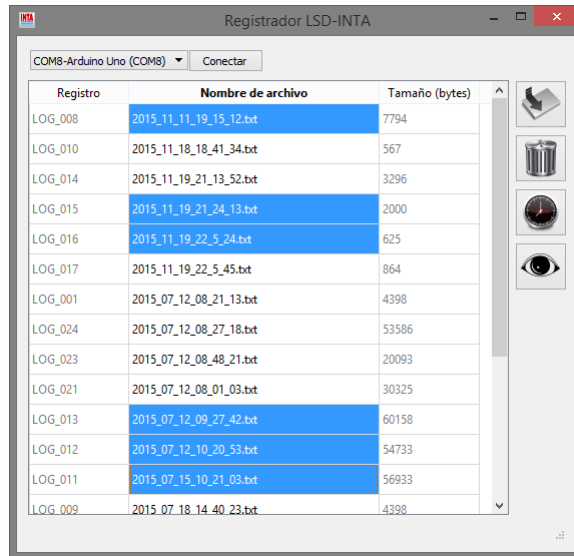 INTA
Registrador LSD-INTA
COM8-Arduino Uno (COM8) Conectar
Registro Nombre de archivo Tamaño (bytes)
LOG_008 2015_11_11_19_15_12.txt 7794
LOG_010 2015_11_18_18_41_34.txt 567
LOG_014 2015_11_19_21_13_52.txt 3296
LOG_015 2015_11_19_21_24_13.txt 2000
LOG_016 2015_11_19_22_5_24.txt 625
LOG_017 2015_11_19_22_5_45.txt 864
LOG_001 2015_07_12_08_21_13.txt 4398
LOG_024 2015_07_12_08_27_18.txt 53586
LOG_023 2015_07_12_08_48_21.txt 20093
LOG_021 2015_07_12_08_01_03.txt 30325
LOG_013 2015_07_12_09_27_42.txt 60158
LOG_012 2015_07_12_10_20_53.txt 54733
LOG_011 2015_07_15_10_21_03.txt 56933
LOG_009 2015_07_18_14_40_23.txt 4398